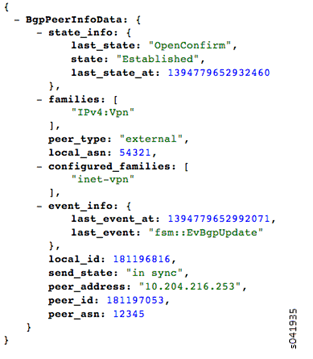 {
- BgpPeerInfoData: {
- state_info: {
last_state: "OpenConfirm",
state: "Established",
last_state_at: 1394779652932460
},
- families: [
"IPv4:Vpn"
],
peer_type: "external",
local_asn: 54321,
- configured_families: [
"inet-vpn"
],
- event_info: {
last_event_at: 1394779652992071,
last_event: "fsm::EvBgpUpdate"
},
local_id: 181196816,
send_state: "in sync",
peer_address: "10.204.216.253",
peer_id: 181197053,
peer_asn: 12345
}
}
s041935